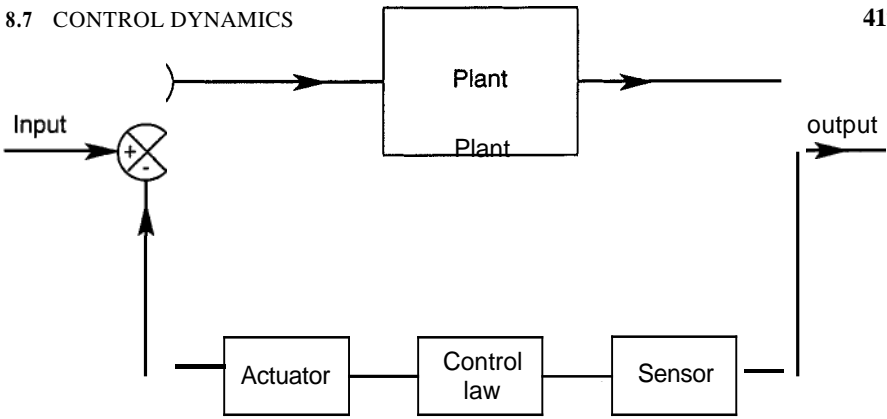 8.7 CONTROL DYNAMICS 41
Plant
Input
+
-
Plant
output
Actuator
Control
law
Sensor